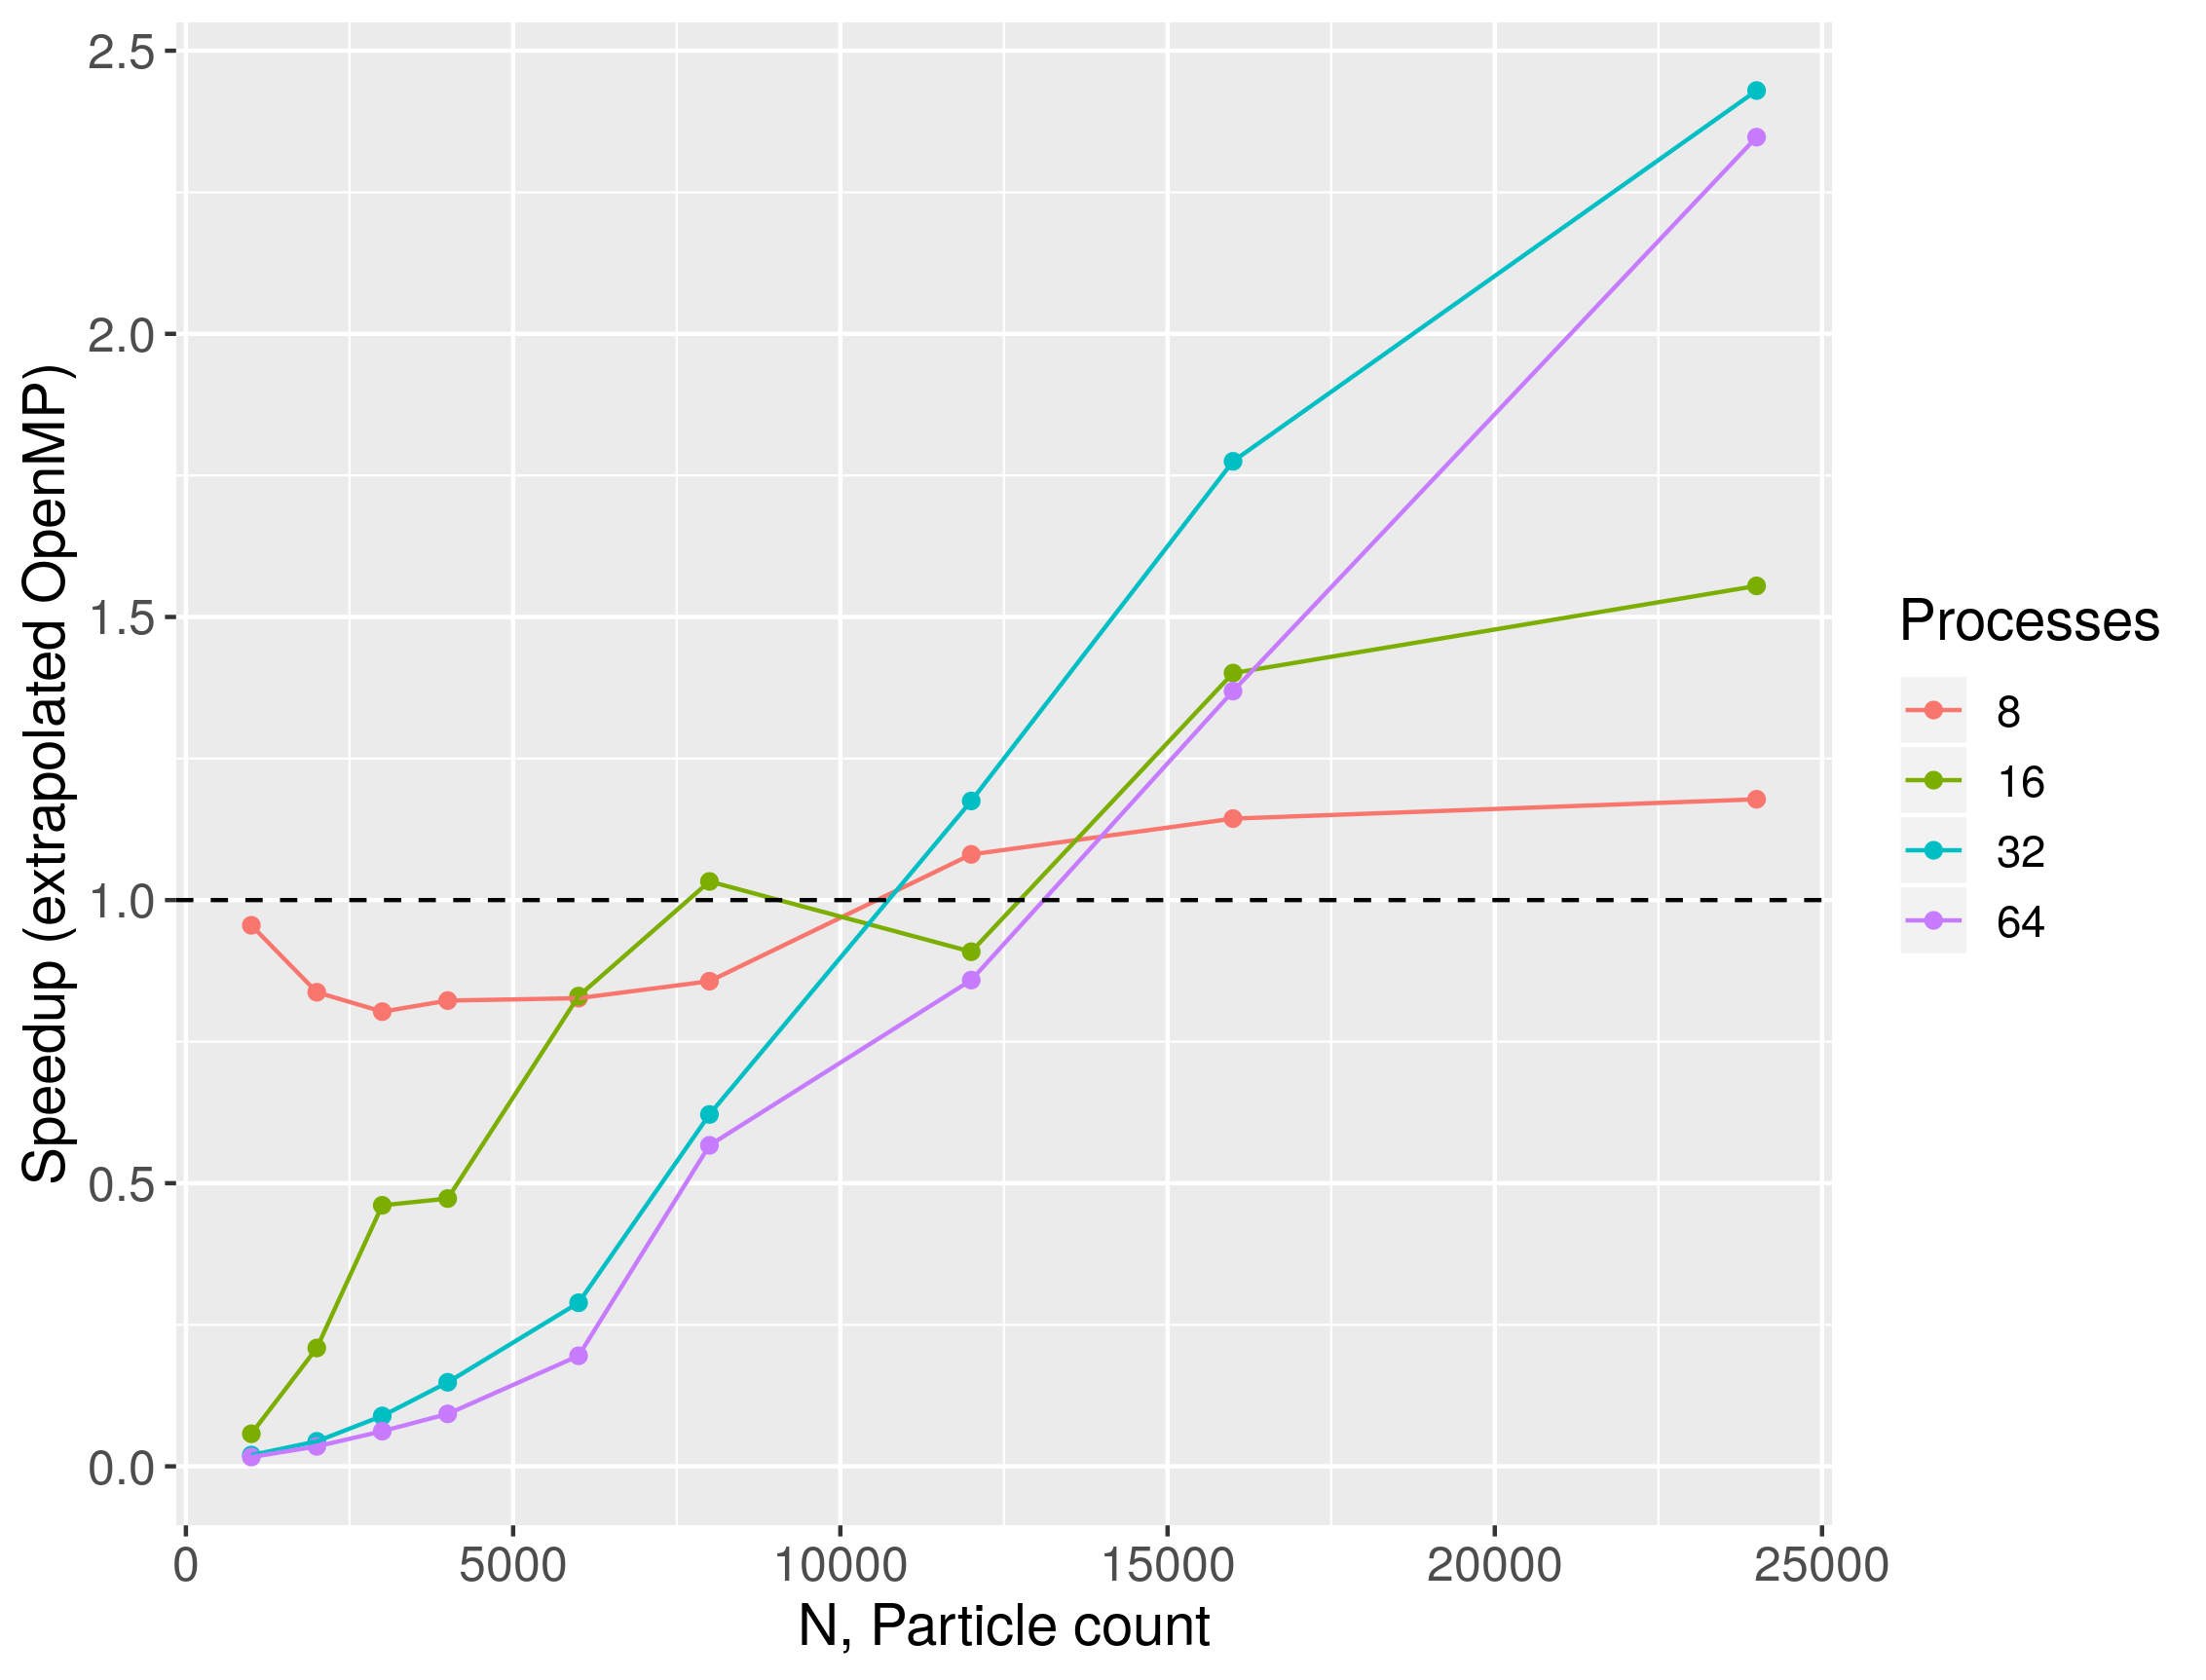 Speedup (extrapolated OpenMP)
2.5
2.0
1.5
1.0
0.5
0.0
0 5000 10000 15000 20000 25000
N, Particle count
Processes
8
16
32
64